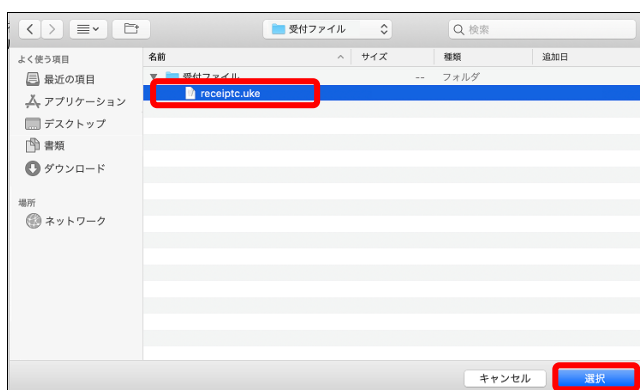 受付ファイル
検索
よく使う項目
最近の項目
アプリケーション
デスクトップ
書類
ダウンロード
場所
ネットワーク
名前 サイズ 種類 追加日
受付ファイル -- フォルダ
receiptc.uke
キャンセル 選択